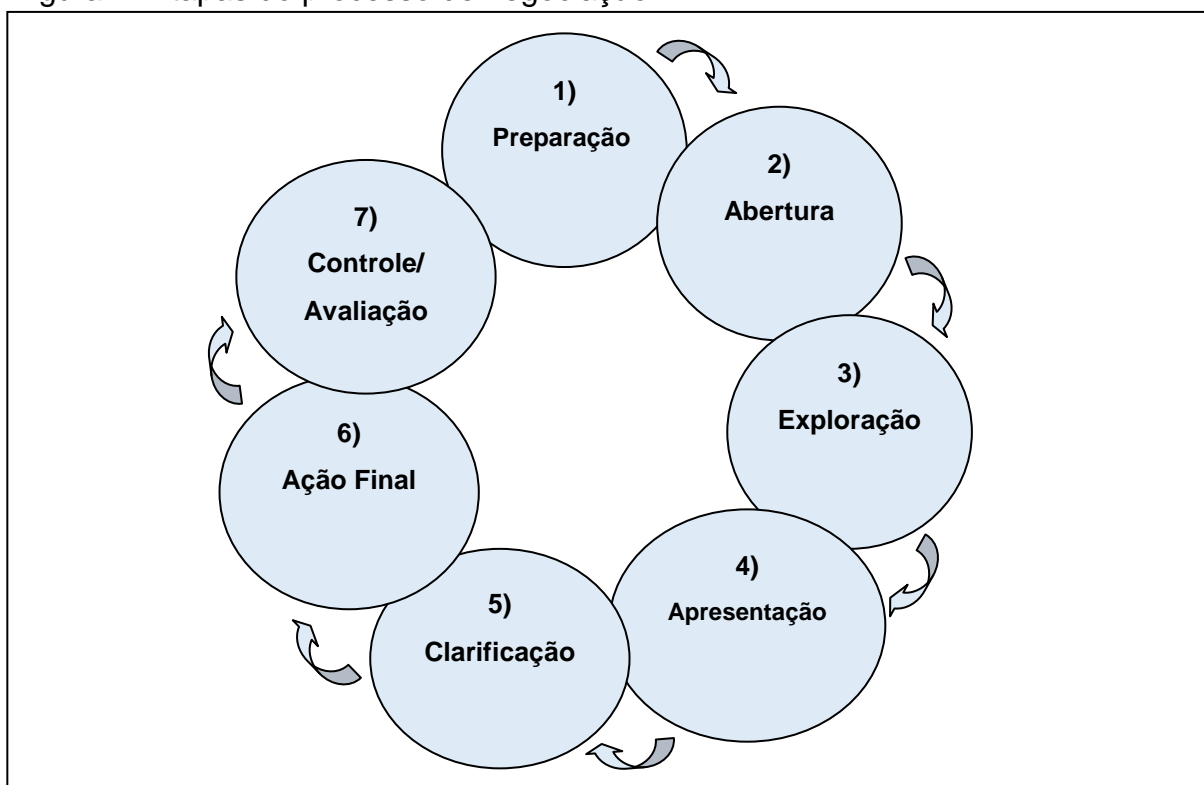 1)
Preparação
2)
Abertura
3)
Exploração
4)
Apresentação
5)
Clarificação
6)
Ação Final
7)
Controle/
Avaliação